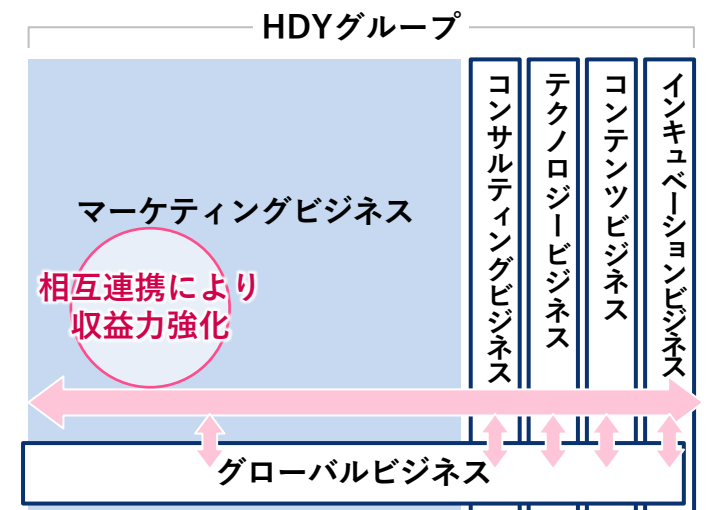 HDYグループ
マーケティングビジネス
相互連携により
収益力強化
コンサルティングビジネス
テクノロジービジネス
コンテンツビジネス
インキュベーションビジネス
グローバルビジネス